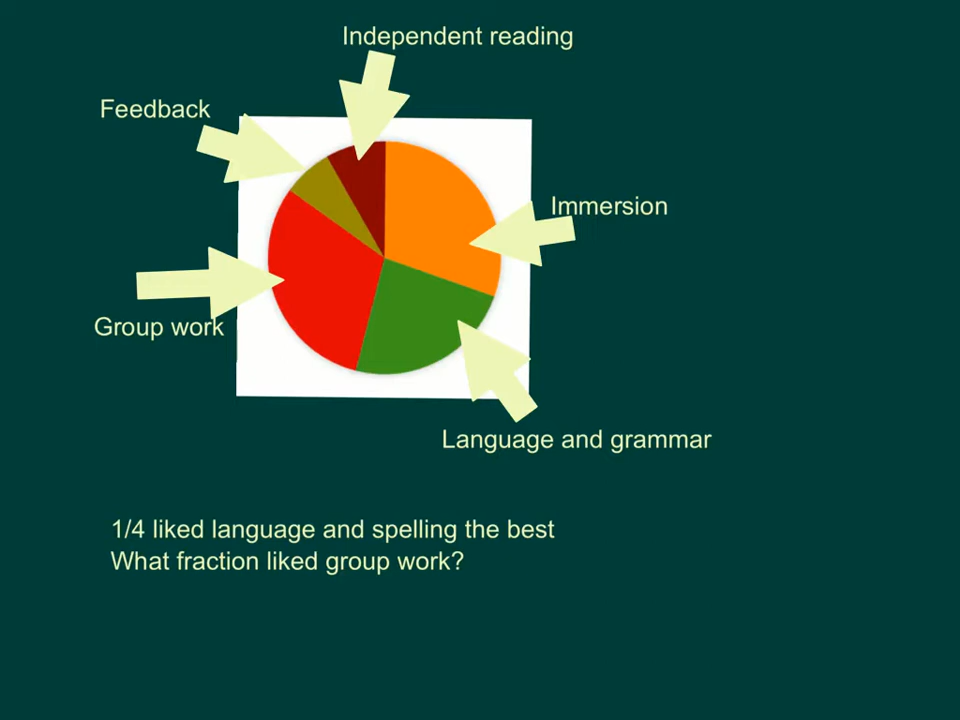 Independent reading
Feedback
Immersion
Group work
Language and grammar
1/4 liked language and spelling the best
What fraction liked group work?